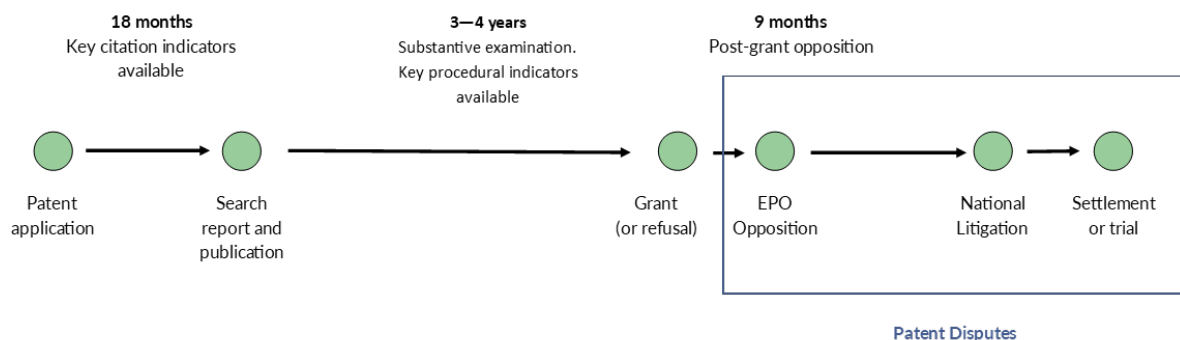 18 months
Key citation indicators
available
3—4 years
Substantive examination.
Key procedural indicators
available
9 months
Post-grant opposition
Patent
application
Search
report and
publication
Grant
(or refusal)
EPO
Opposition
National
Litigation
Settlement
or trial
Patent Disputes